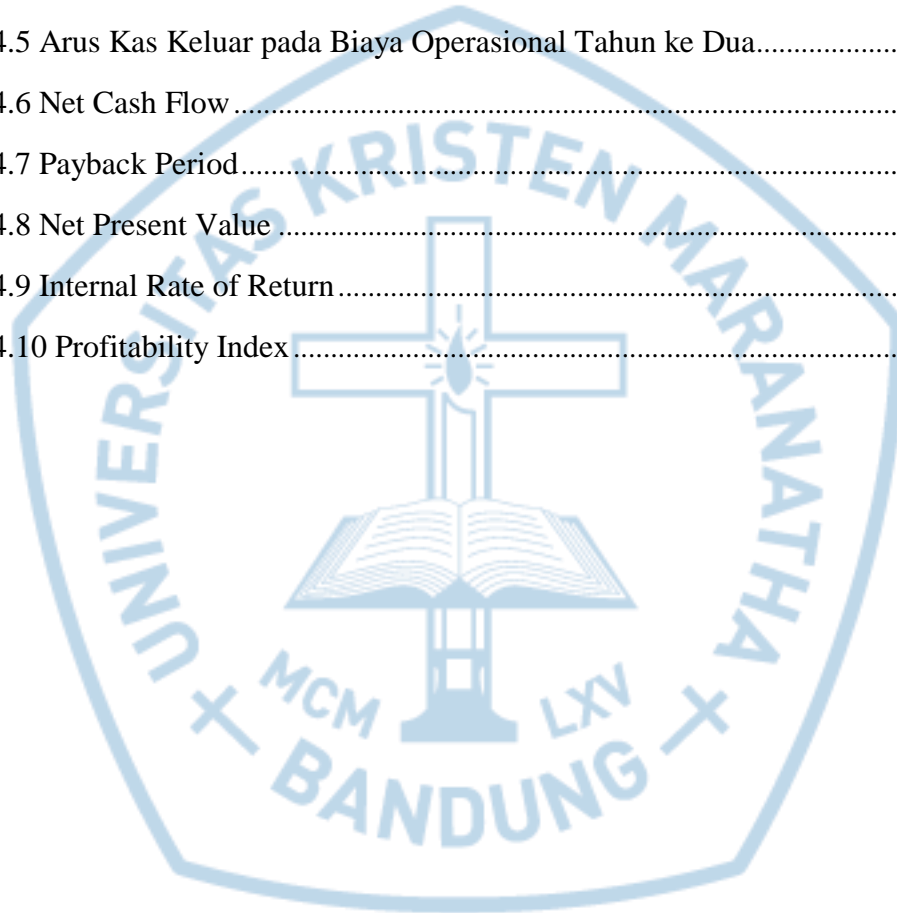 4.5 Arus Kas Keluar pada Biaya Operasional Tahun ke Dua....................
4.6 Net Cash Flow....................
4.7 Payback Period....................
4.8 Net Present Value....................
4.9 Internal Rate of Return....................
4.10 Profitability Index....................
UNIVERSITAS KRISTEN MARANATHA
MCM LXV
BANDUNG